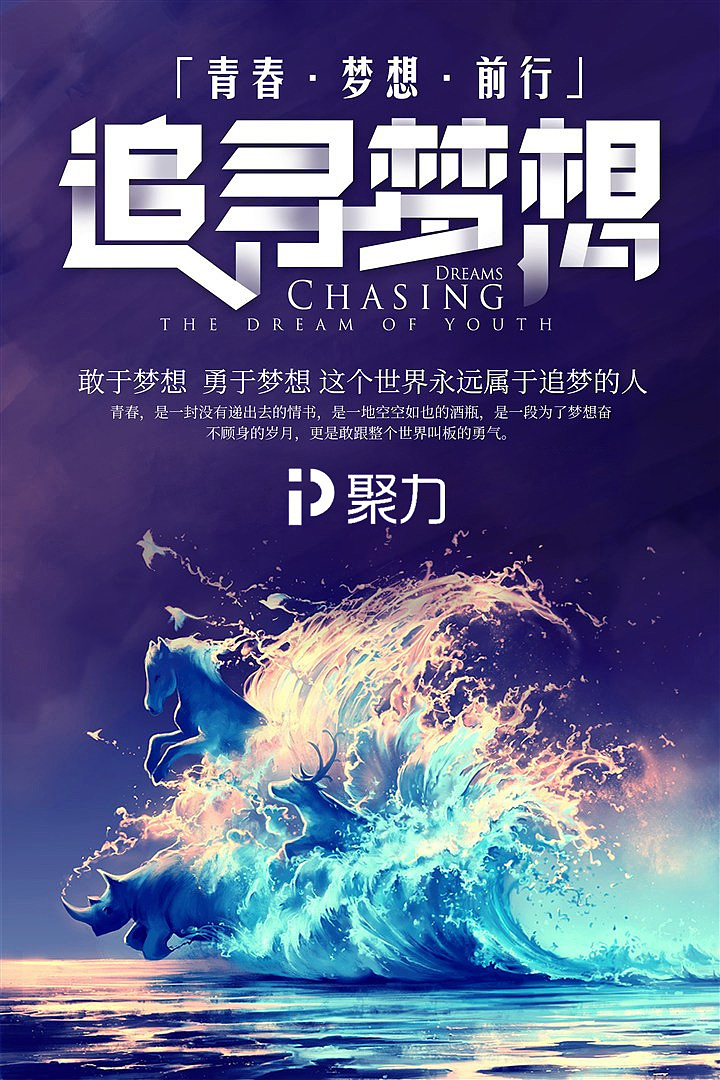 「青春·梦想·前行」
追寻梦想
DREAMS
CHASING
THE DREAM OF YOUTH
敢于梦想 勇于梦想 这个世界永远属于追梦的人
青春，是一封没有递出去的情书，是一地空空如也的酒瓶，是一段为了梦想奋
不顾身的岁月，更是敢跟整个世界叫板的勇气。
聚力